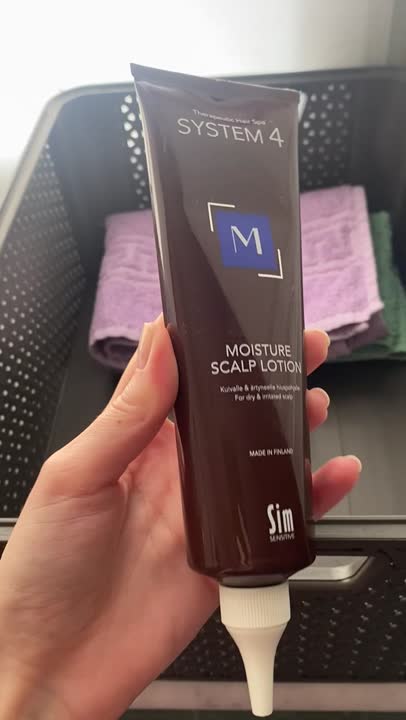 Therapeutic Hair Spa
SYSTEM 4
M
MOISTURE
SCALP LOTION
Kuivalle & ärtyneelle hiuspohjalle
For dry & irritated scalp
MADE IN FINLAND
Sim
SENSITIVE